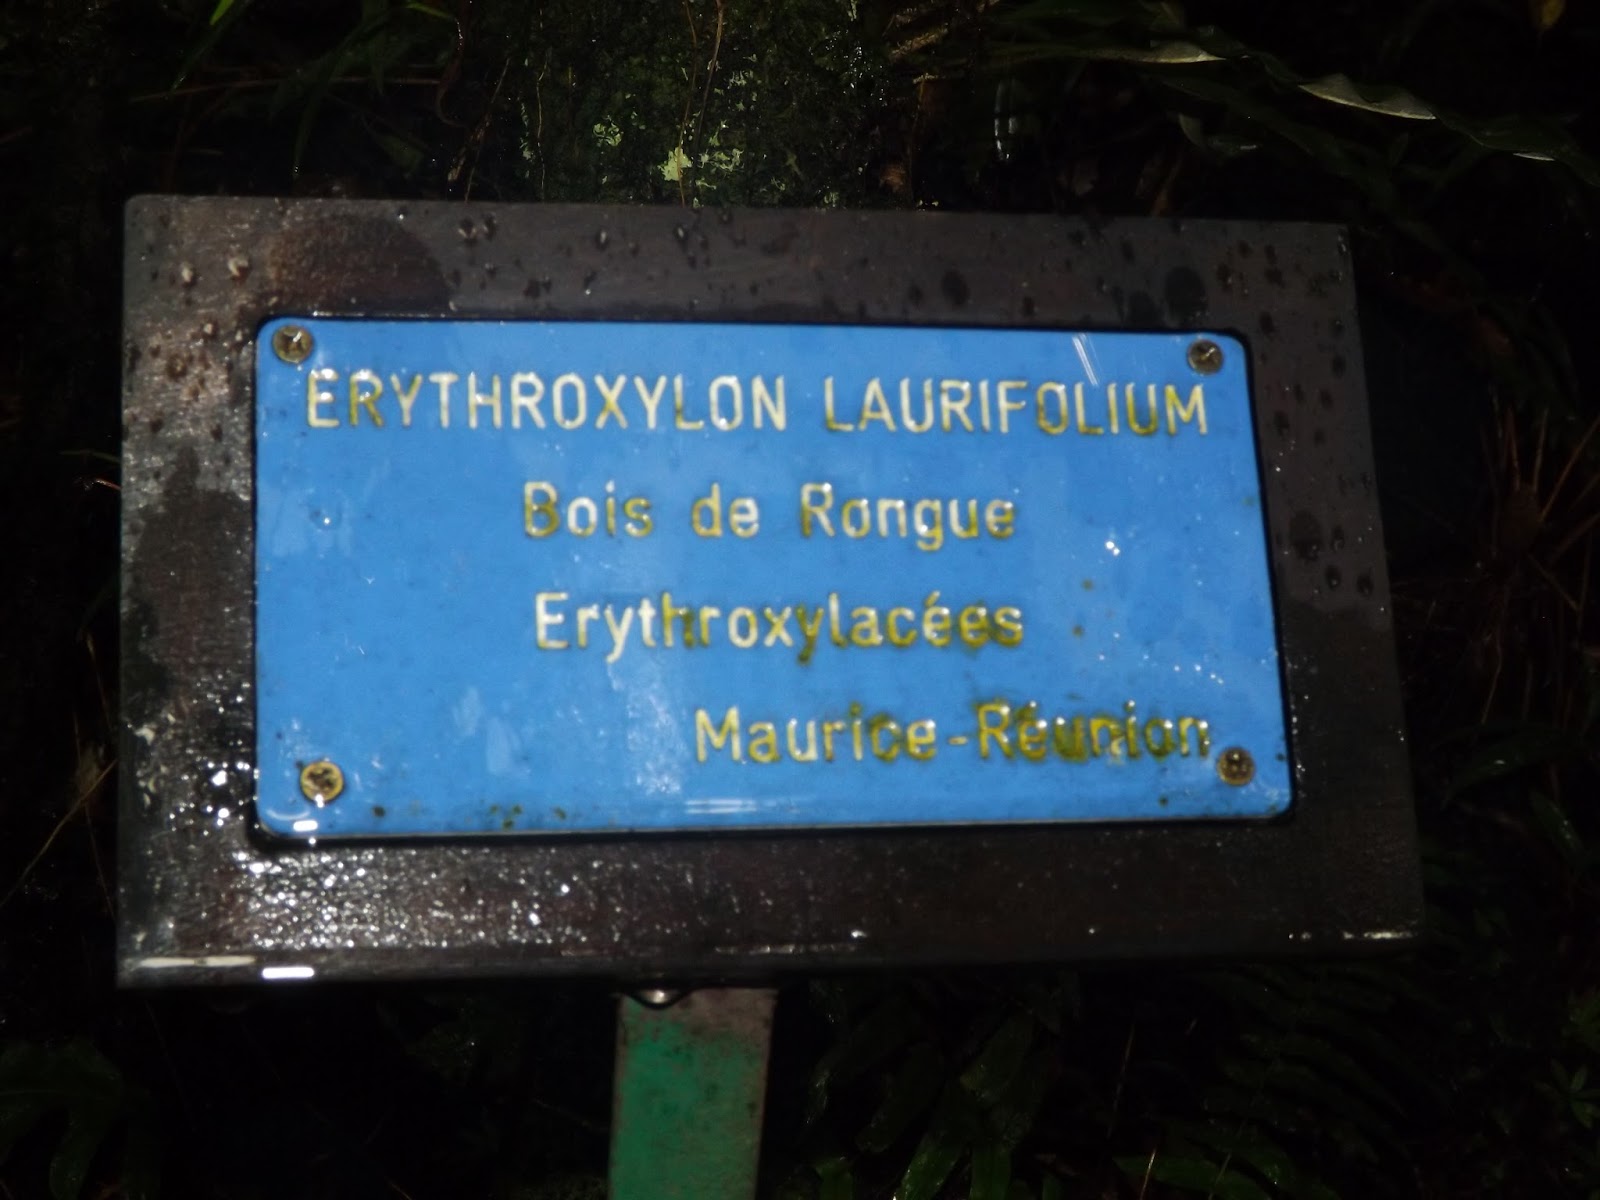 ERYTHROXYLON LAURIFOLIUM
Bois de Rongue
Erythroxylacées
Maurice-Réunion